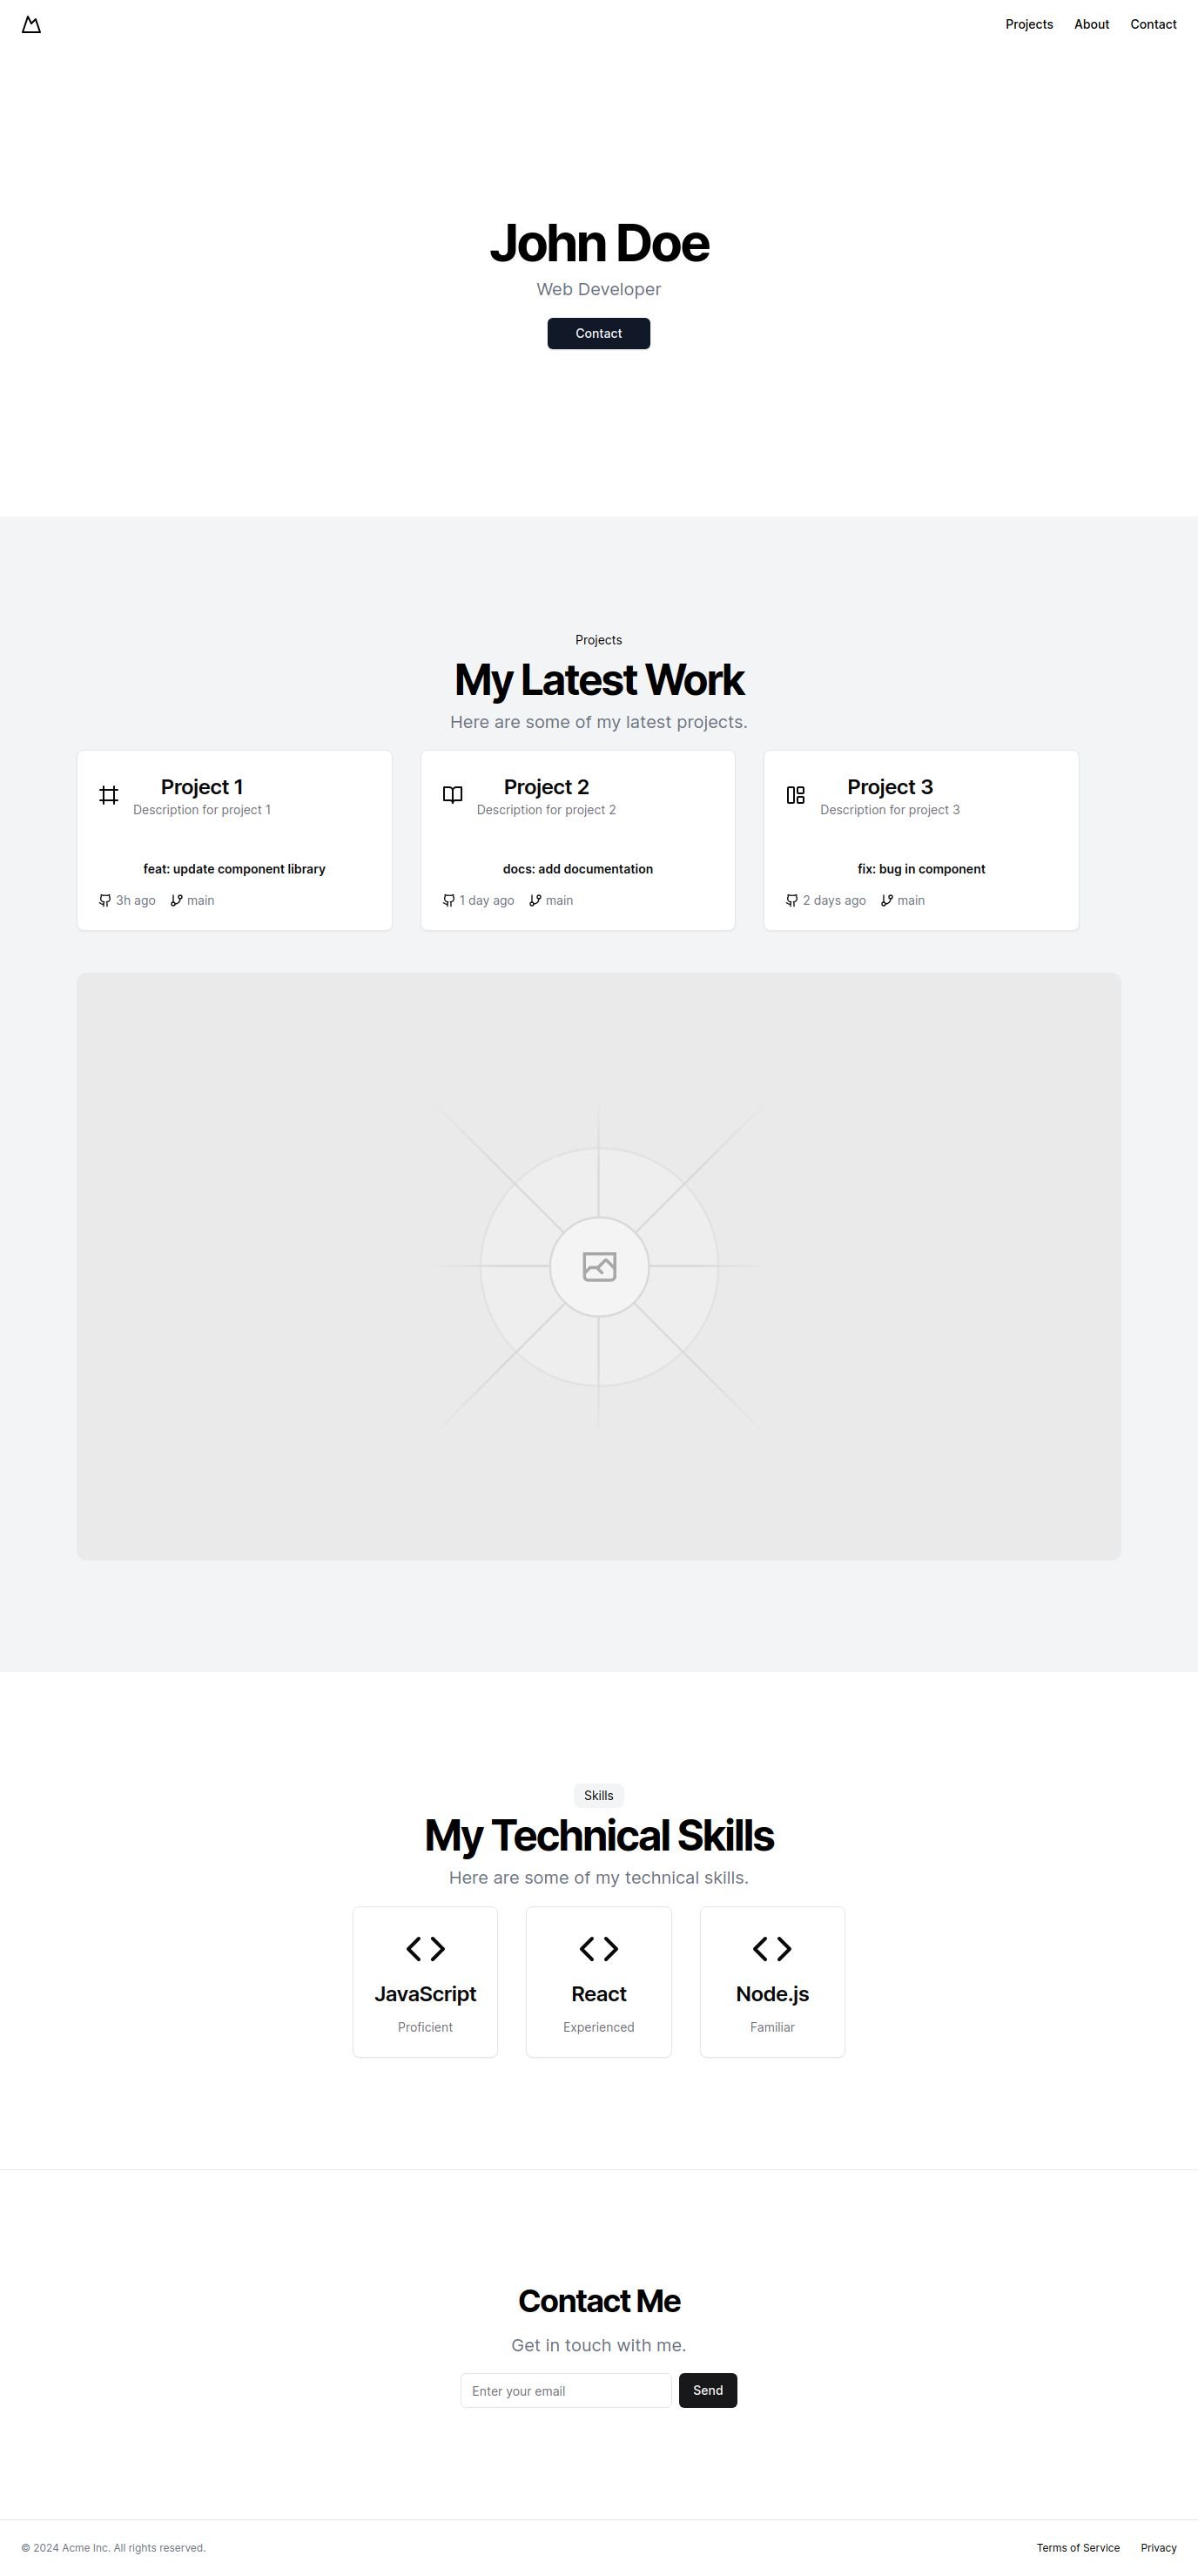 Projects About Contact
John Doe
Web Developer
Contact
Projects
My Latest Work
Here are some of my latest projects.
Project 1
Description for project 1
feat: update component library
3h ago main
Project 2
Description for project 2
docs: add documentation
1 day ago main
Project 3
Description for project 3
fix: bug in component
2 days ago main
Skills
My Technical Skills
Here are some of my technical skills.
JavaScript
Proficient
React
Experienced
Node.js
Familiar
Contact Me
Get in touch with me.
Enter your email Send
© 2024 Acme Inc. All rights reserved. Terms of Service Privacy